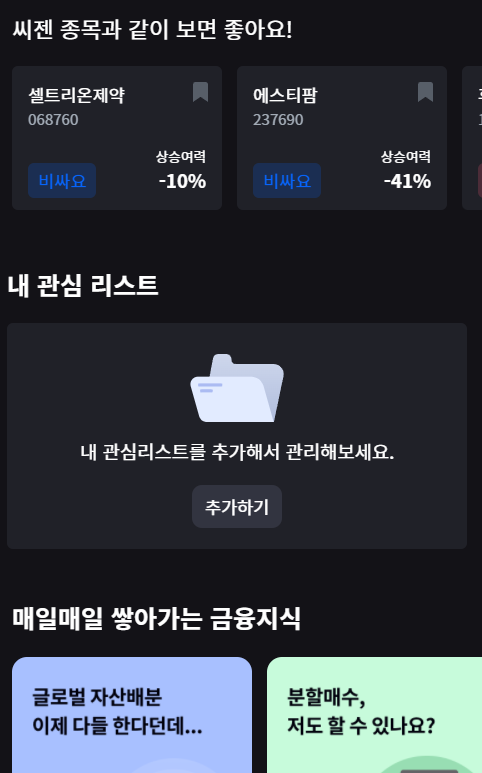 씨젠 종목과 같이 보면 좋아요!
셀트리온제약
068760
상승여력
비싸요
-10%
에스티팜
237690
상승여력
비싸요
-41%
내 관심 리스트
내 관심리스트를 추가해서 관리해보세요.
추가하기
매일매일 쌓아가는 금융지식
글로벌 자산배분
이제 다들 한다던데...
분할매수,
저도 할 수 있나요?